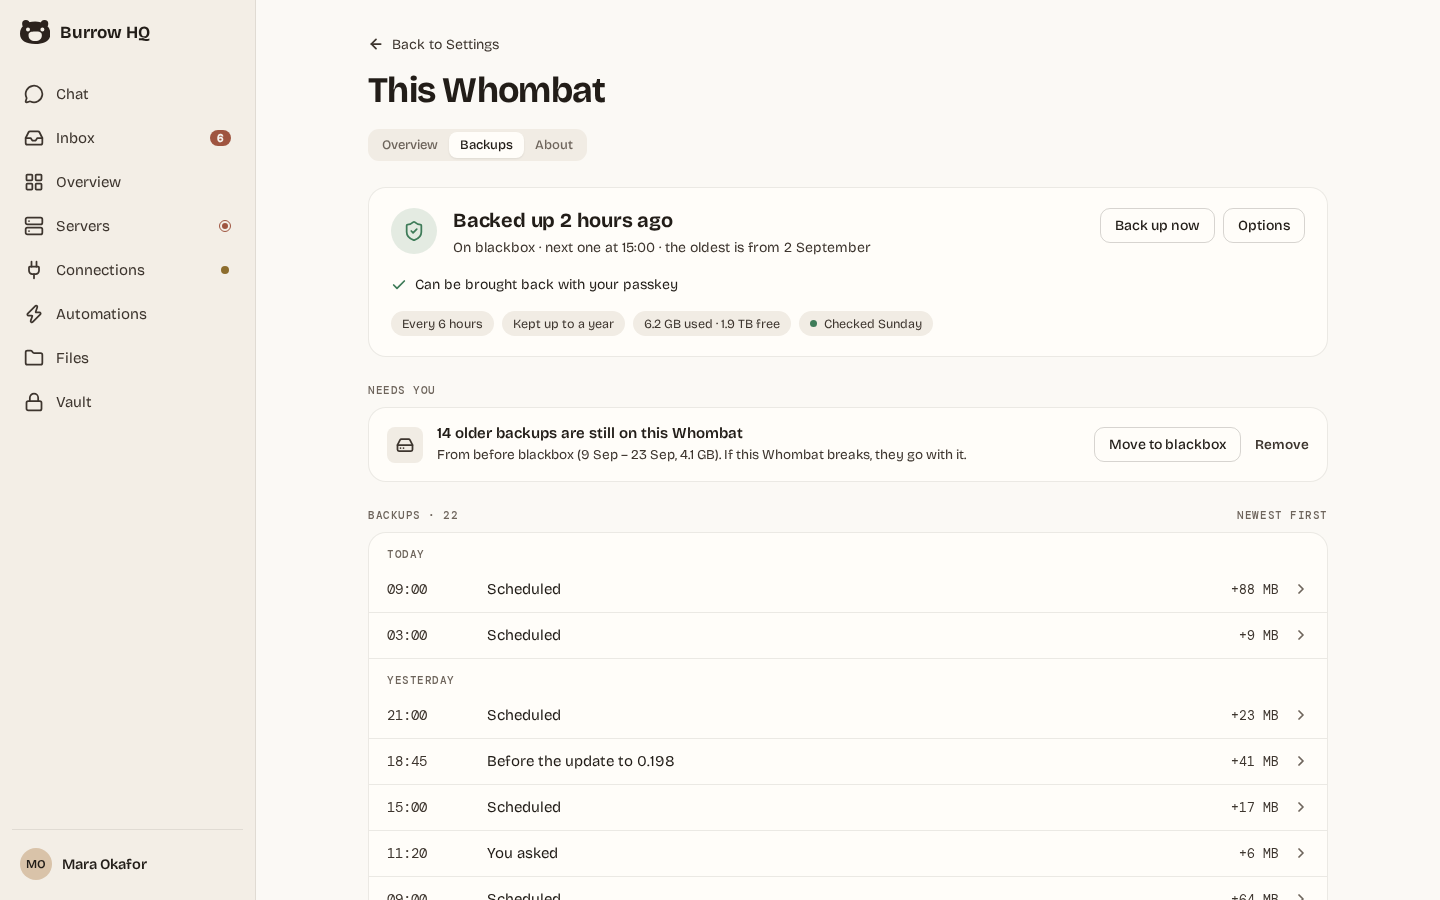 Burrow HQ
Chat
Inbox 6
Overview
Servers
Connections
Automations
Files
Vault
MO Mara Okafor
Back to Settings
This Whombat
Overview Backups About
Backed up 2 hours ago
On blackbox · next one at 15:00 · the oldest is from 2 September
Back up now Options
Can be brought back with your passkey
Every 6 hours Kept up to a year 6.2 GB used · 1.9 TB free Checked Sunday
NEEDS YOU
14 older backups are still on this Whombat
From before blackbox (9 Sep – 23 Sep, 4.1 GB). If this Whombat breaks, they go with it.
Move to blackbox Remove
BACKUPS · 22 NEWEST FIRST
TODAY
09:00 Scheduled +88 MB
03:00 Scheduled +9 MB
YESTERDAY
21:00 Scheduled +23 MB
18:45 Before the update to 0.198 +41 MB
15:00 Scheduled +17 MB
11:20 You asked +6 MB
09:00 Scheduled +64 MB